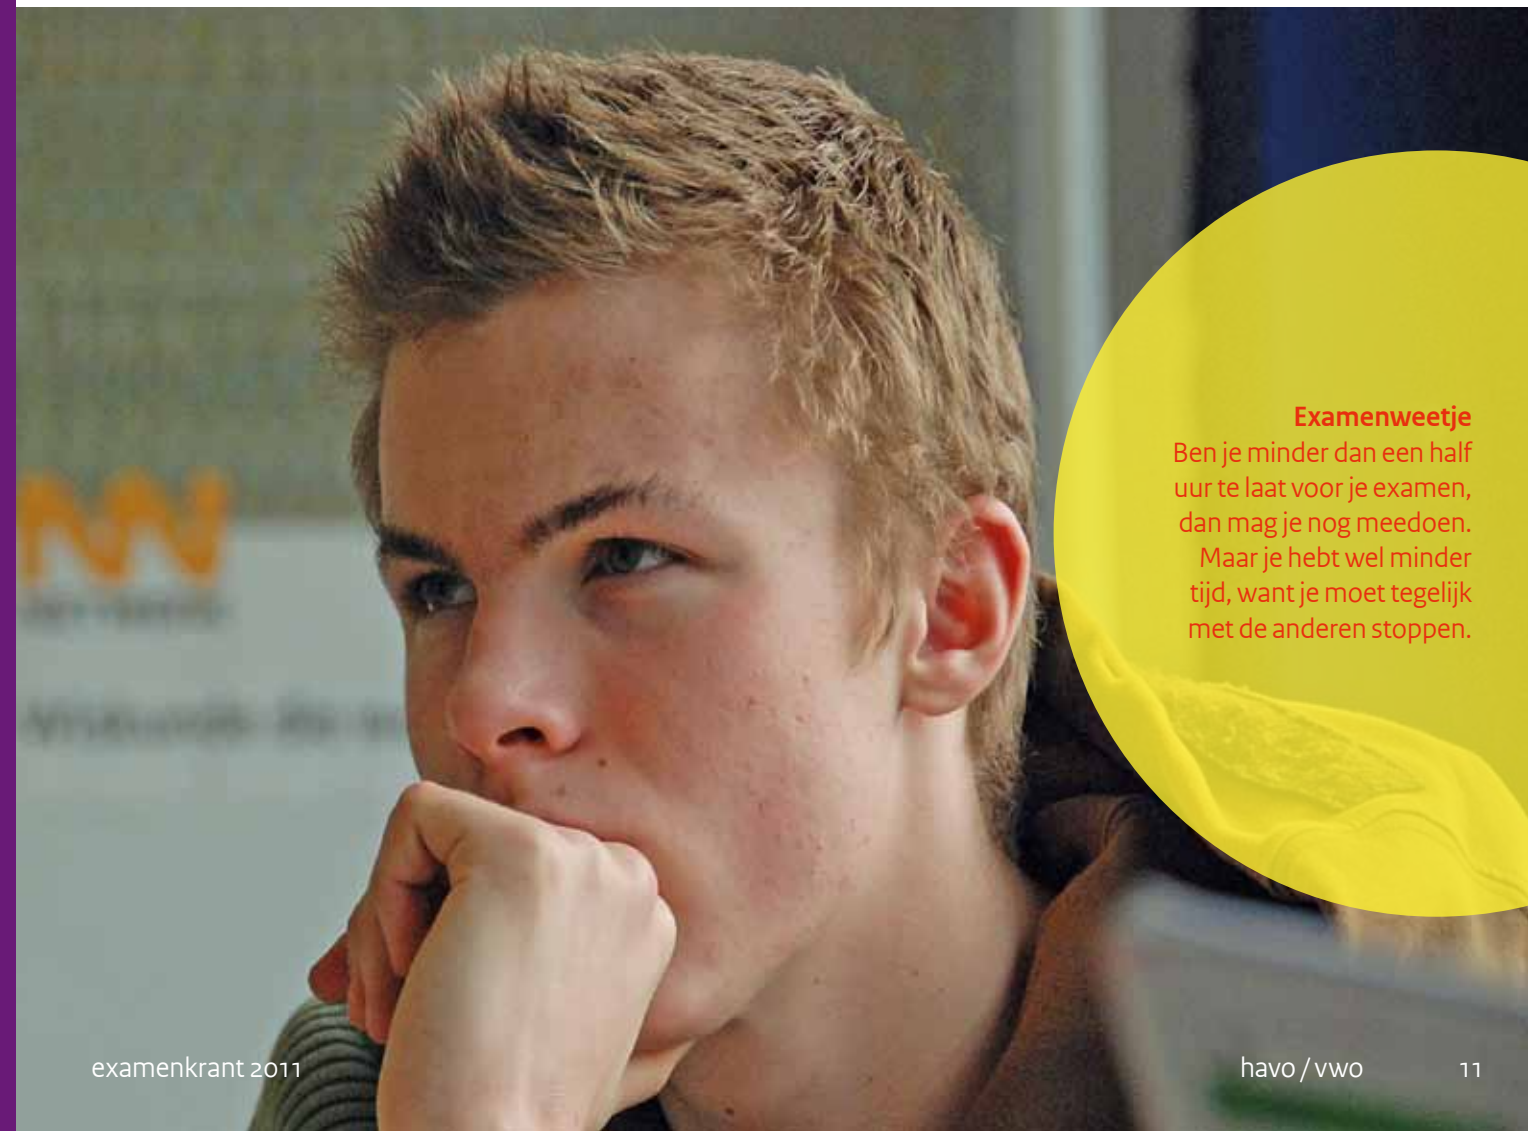 Examenweetje
Ben je minder dan een half
uur te laat voor je examen,
dan mag je nog meedoen.
Maar je hebt wel minder
tijd, want je moet tegelijk
met de anderen stoppen.
examenkrant 2011
havo / vwo 11